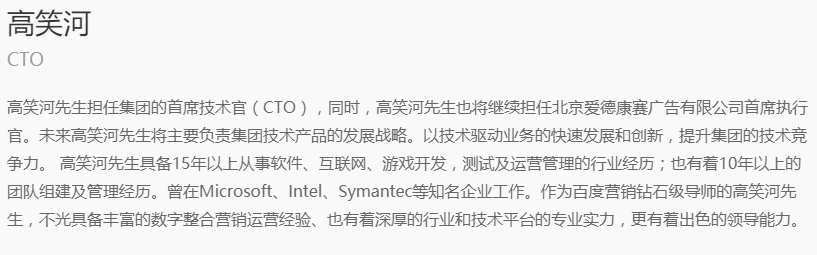 高笑河
CTO
高笑河先生担任集团的首席技术官（CTO），同时，高笑河先生也将继续担任北京爱德康赛广告有限公司首席执行
官。未来高笑河先生将主要负责集团技术产品的发展战略。以技术驱动业务的快速发展和创新，提升集团的技术竞
争力。 高笑河先生具备15年以上从事软件、互联网、游戏开发，测试及运营管理的行业经历；也有着10年以上的
团队组建及管理经历。曾在Microsoft、Intel、Symantec等知名企业工作。作为百度营销钻石级导师的高笑河先
生，不光具备丰富的数字整合营销运营经验、也有着深厚的行业和技术平台的专业实力，更有着出色的领导能力。